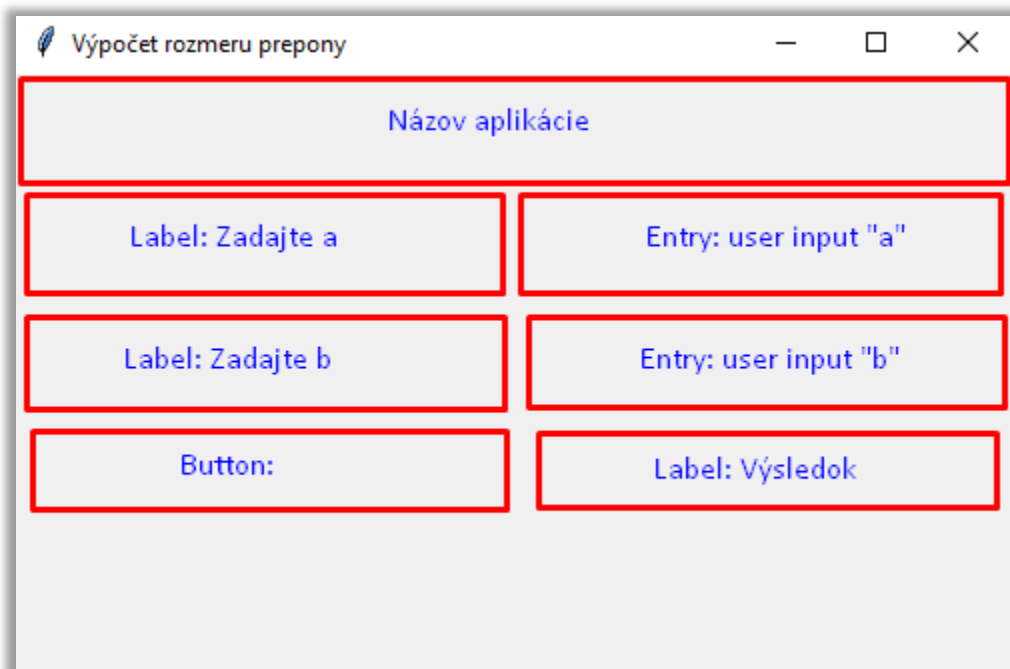 Výpočet rozmeru prepony
Názov aplikácie
Label: Zadajte a
Entry: user input "a"
Label: Zadajte b
Entry: user input "b"
Button:
Label: Výsledok